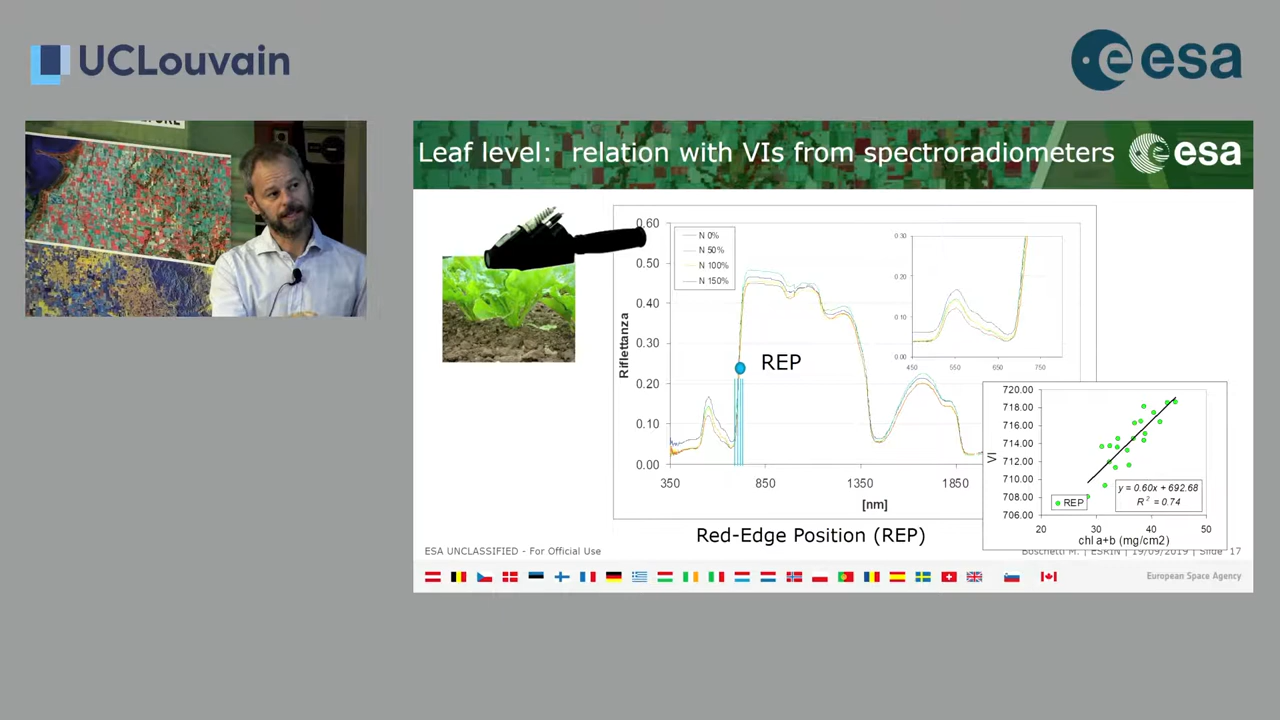 UCLouvain
esa
Leaf level: relation with VIs from spectroradiometers
esa
0.60
0.50
0.40
0.30
0.20
0.10
0.00
Riflettanza
N 0%
N 50%
N 100%
N 150%
0.30
0.20
0.10
0.00
450
550
650
750
REP
350
850
1350
1850
[nm]
720.00
718.00
716.00
714.00
712.00
710.00
708.00
706.00
VI
y = 0.60x + 692.68
R² = 0.74
REP
20
30
40
50
chl a+b (mg/cm2)
Red-Edge Position (REP)
ESA UNCLASSIFIED - For Official Use
Boschetti M. | ESRIN | 19/09/2019 | Slide 17
European Space Agency